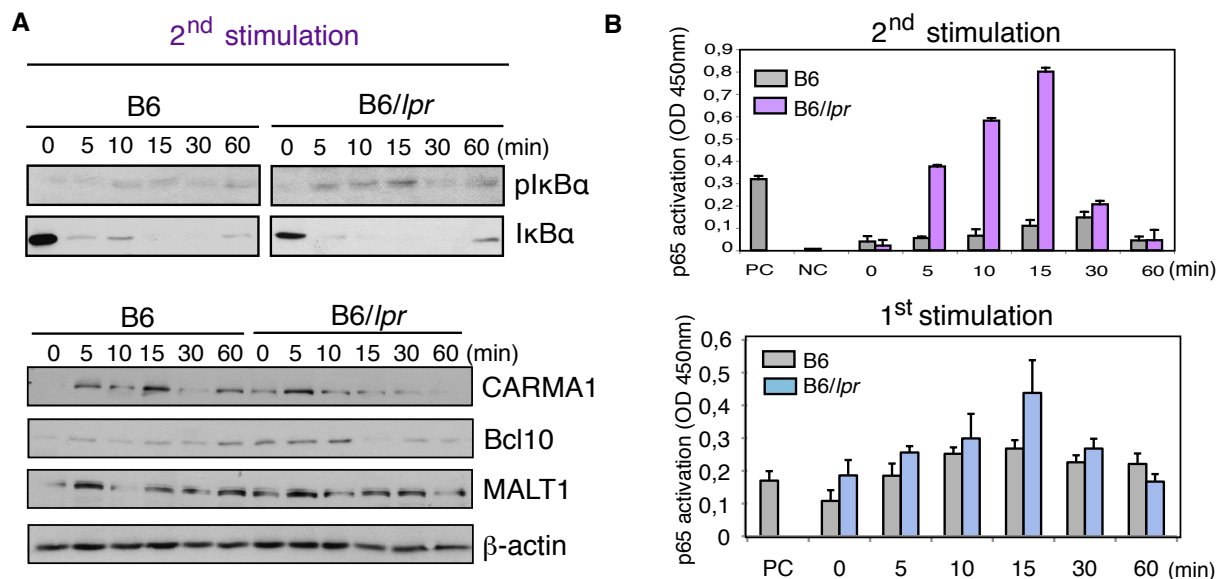 A
2nd stimulation
B6 B6/lpr
0 5 10 15 30 60 0 5 10 15 30 60 (min)
pIκBα
IκBα
B6 B6/lpr
0 5 10 15 30 60 0 5 10 15 30 60 (min)
CARMA1
Bcl10
MALT1
β-actin
B
2nd stimulation
p65 activation (OD 450nm)
0,9
0,8
0,7
0,6
0,5
0,4
0,3
0,2
0,1
0
B6
B6/lpr
PC NC 0 5 10 15 30 60 (min)
1st stimulation
p65 activation (OD 450nm)
0,6
0,5
0,4
0,3
0,2
0,1
0
B6
B6/lpr
PC 0 5 10 15 30 60 (min)